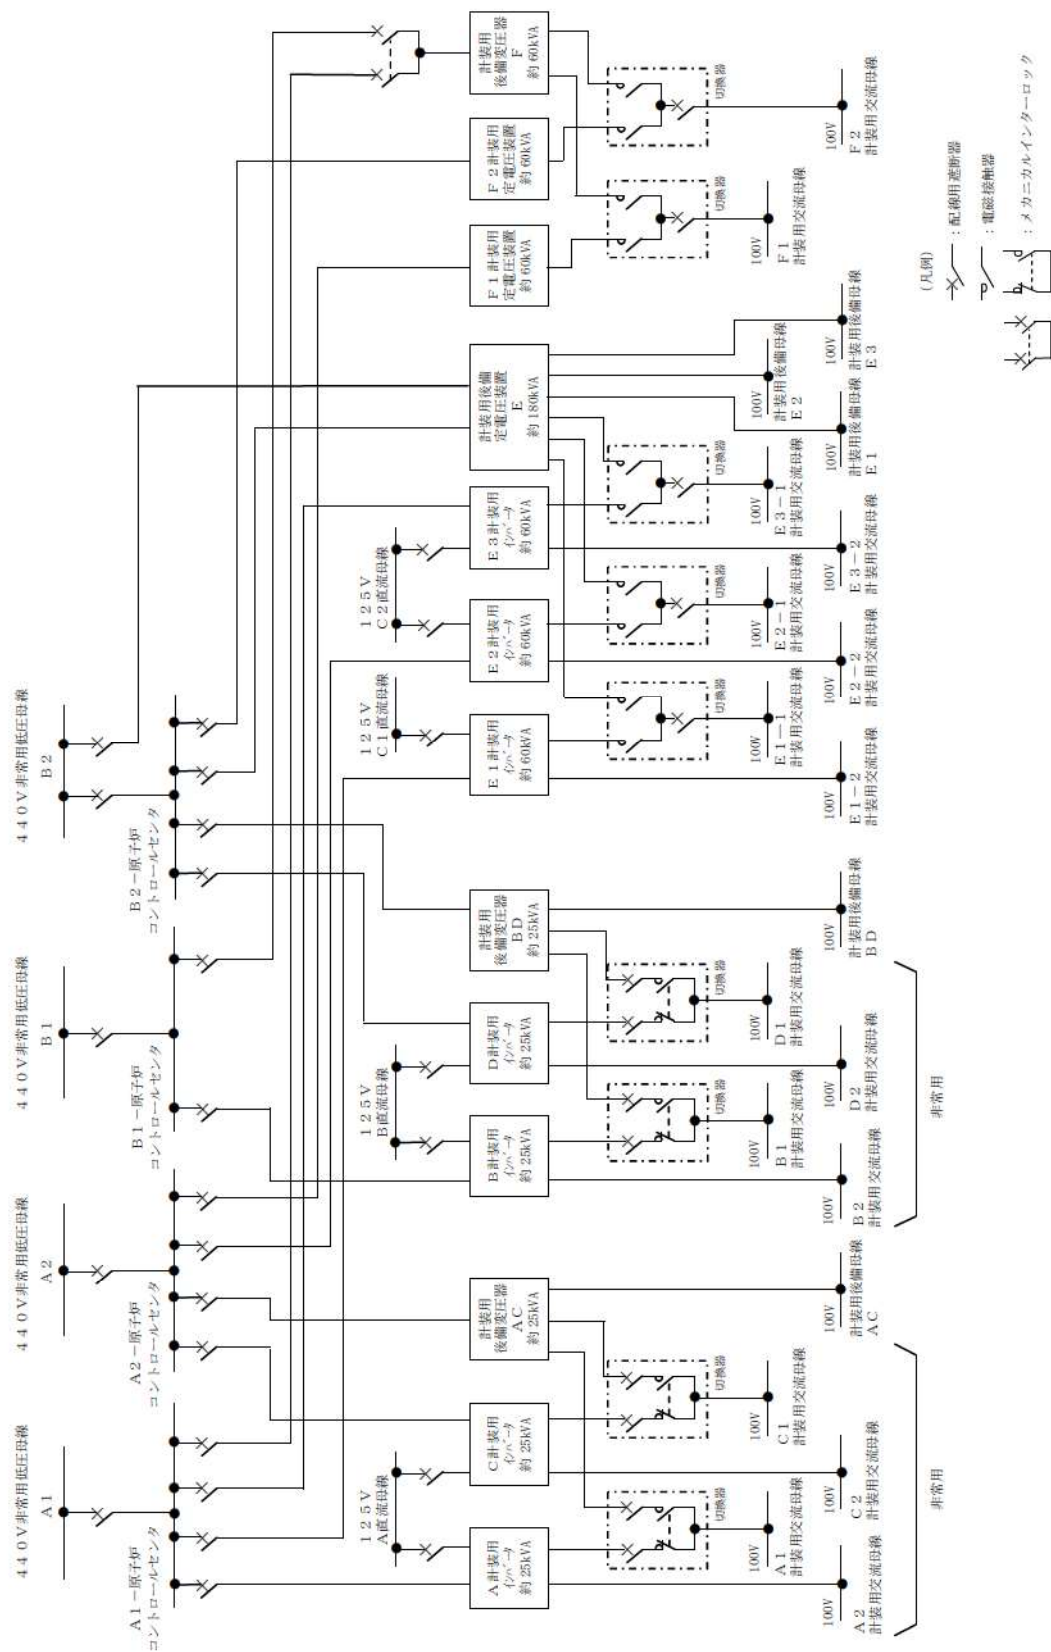 440V非常用低圧母線
A1
440V非常用低圧母線
A2
440V非常用低圧母線
B1
440V非常用低圧母線
B2
A1−原子炉
コントロールセンタ
A2−原子炉
コントロールセンタ
B1−原子炉
コントロールセンタ
B2−原子炉
コントロールセンタ
125V
A直流母線
125V
B直流母線
125V
C1直流母線
125V
C2直流母線
A計装用
インバータ
約25kVA
C計装用
インバータ
約25kVA
計装用
後備変圧器
AC
約25kVA
B計装用
インバータ
約25kVA
D計装用
インバータ
約25kVA
計装用
後備変圧器
BD
約25kVA
E1計装用
インバータ
約60kVA
E2計装用
インバータ
約60kVA
E3計装用
インバータ
約60kVA
計装用後備
定電圧装置
E
約180kVA
F1計装用
定電圧装置
約60kVA
F2計装用
定電圧装置
約60kVA
計装用
後備変圧器
F
約60kVA
切換器
切換器
切換器
切換器
切換器
切換器
切換器
切換器
切換器
100V
A1
計装用交流母線
100V
C1
計装用交流母線
100V
B1
計装用交流母線
100V
D1
計装用交流母線
100V
E1−1
計装用交流母線
100V
E2−1
計装用交流母線
100V
E3−1
計装用交流母線
100V
計装用後備母線
E2
100V
F1
計装用交流母線
100V
A2
計装用交流母線
100V
C2
計装用交流母線
100V
計装用後備母線
AC
100V
B2
計装用交流母線
100V
D2
計装用交流母線
100V
計装用後備母線
BD
100V
E1−2
計装用交流母線
100V
E2−2
計装用交流母線
100V
E3−2
計装用交流母線
100V
計装用後備母線
E1
100V
計装用後備母線
E3
100V
F2
計装用交流母線
非常用
非常用
(凡例)
：配線用遮断器
：電磁接触器
：メカニカルインターロック